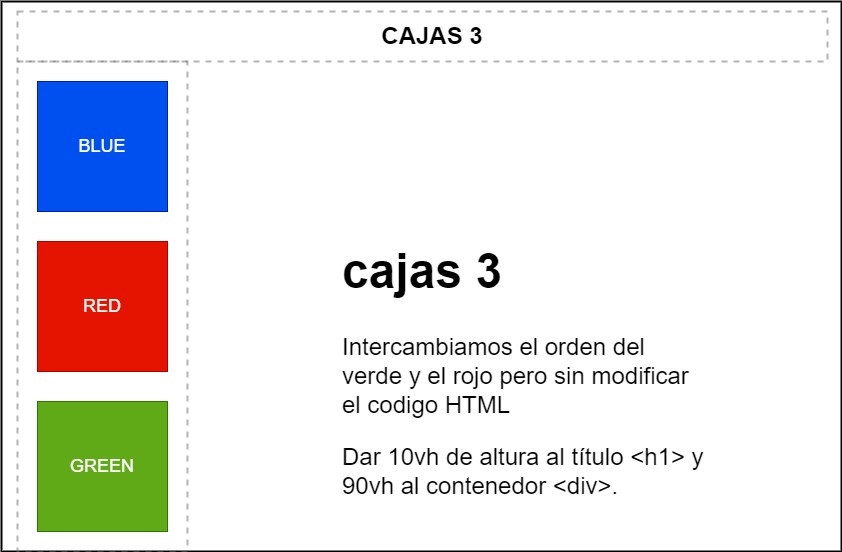 CAJAS 3
BLUE
RED
GREEN
cajas 3
Intercambiamos el orden del
verde y el rojo pero sin modificar
el codigo HTML
Dar 10vh de altura al título <h1> y
90vh al contenedor <div>.